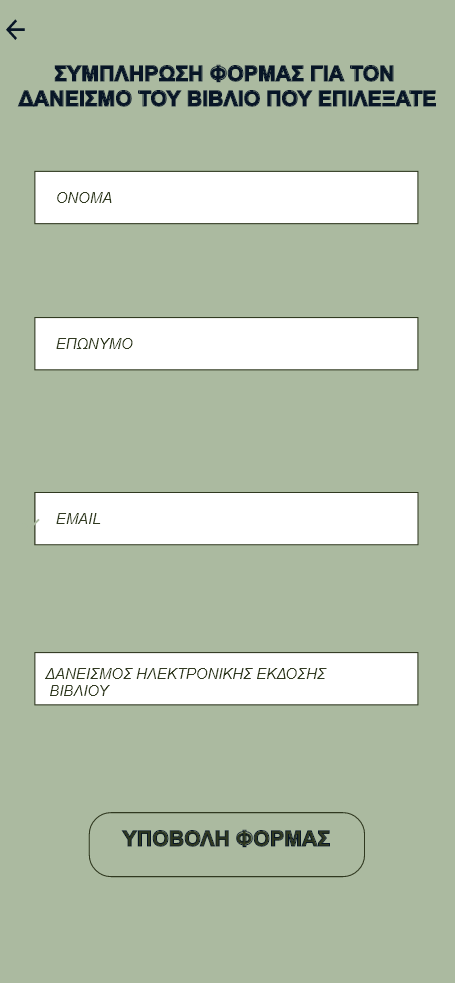 ΣΥΜΠΛΗΡΩΣΗ ΦΟΡΜΑΣ ΓΙΑ ΤΟΝ
ΔΑΝΕΙΣΜΟ ΤΟΥ ΒΙΒΛΙΟ ΠΟΥ ΕΠΙΛΕΞΑΤΕ
ΟΝΟΜΑ
ΕΠΩΝΥΜΟ
EMAIL
ΔΑΝΕΙΣΜΟΣ ΗΛΕΚΤΡΟΝΙΚΗΣ ΕΚΔΟΣΗΣ
ΒΙΒΛΙΟΥ
ΥΠΟΒΟΛΗ ΦΟΡΜΑΣ